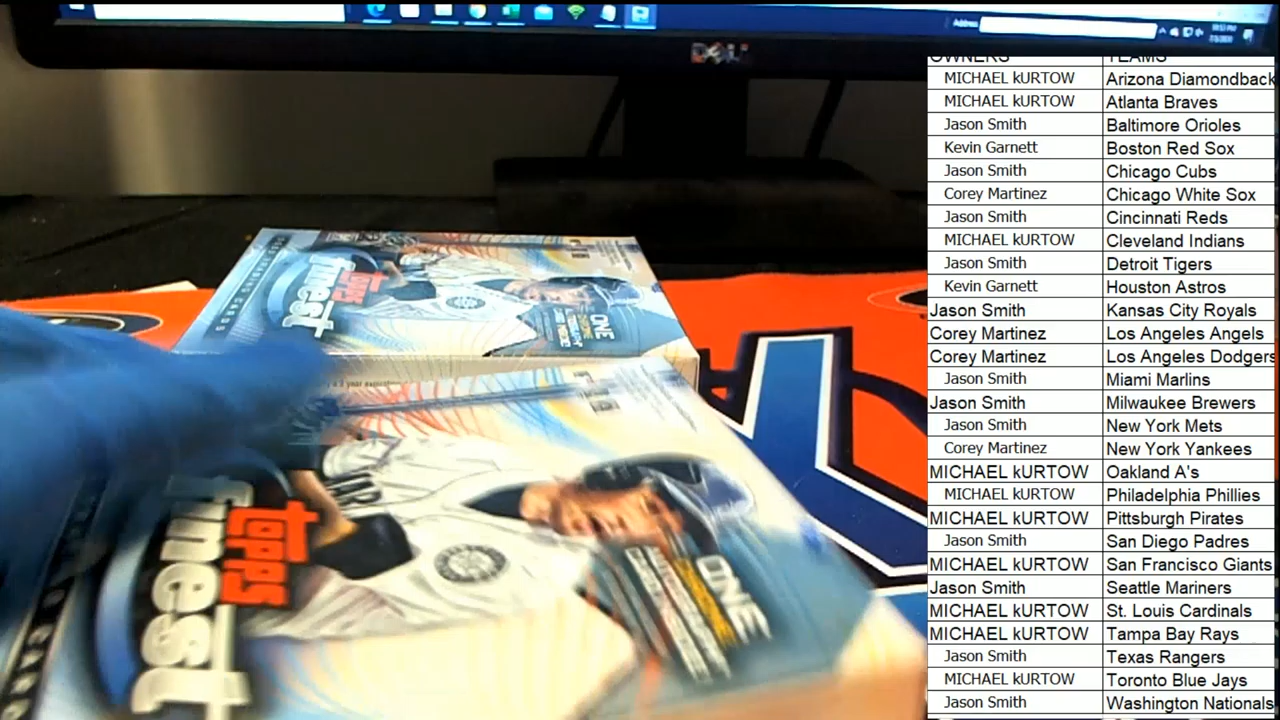 DELL
Address
OWNERS TEAMS
MICHAEL kURTOW Arizona Diamondback
MICHAEL kURTOW Atlanta Braves
Jason Smith Baltimore Orioles
Kevin Garnett Boston Red Sox
Jason Smith Chicago Cubs
Corey Martinez Chicago White Sox
Jason Smith Cincinnati Reds
MICHAEL kURTOW Cleveland Indians
Jason Smith Detroit Tigers
Kevin Garnett Houston Astros
Jason Smith Kansas City Royals
Corey Martinez Los Angeles Angels
Corey Martinez Los Angeles Dodgers
Jason Smith Miami Marlins
Jason Smith Milwaukee Brewers
Jason Smith New York Mets
Corey Martinez New York Yankees
MICHAEL kURTOW Oakland A's
MICHAEL kURTOW Philadelphia Phillies
MICHAEL kURTOW Pittsburgh Pirates
Jason Smith San Diego Padres
MICHAEL kURTOW San Francisco Giants
Jason Smith Seattle Mariners
MICHAEL kURTOW St. Louis Cardinals
MICHAEL kURTOW Tampa Bay Rays
Jason Smith Texas Rangers
MICHAEL kURTOW Toronto Blue Jays
Jason Smith Washington Nationals
Topps
finest
ONE
Topps
finest
ONE